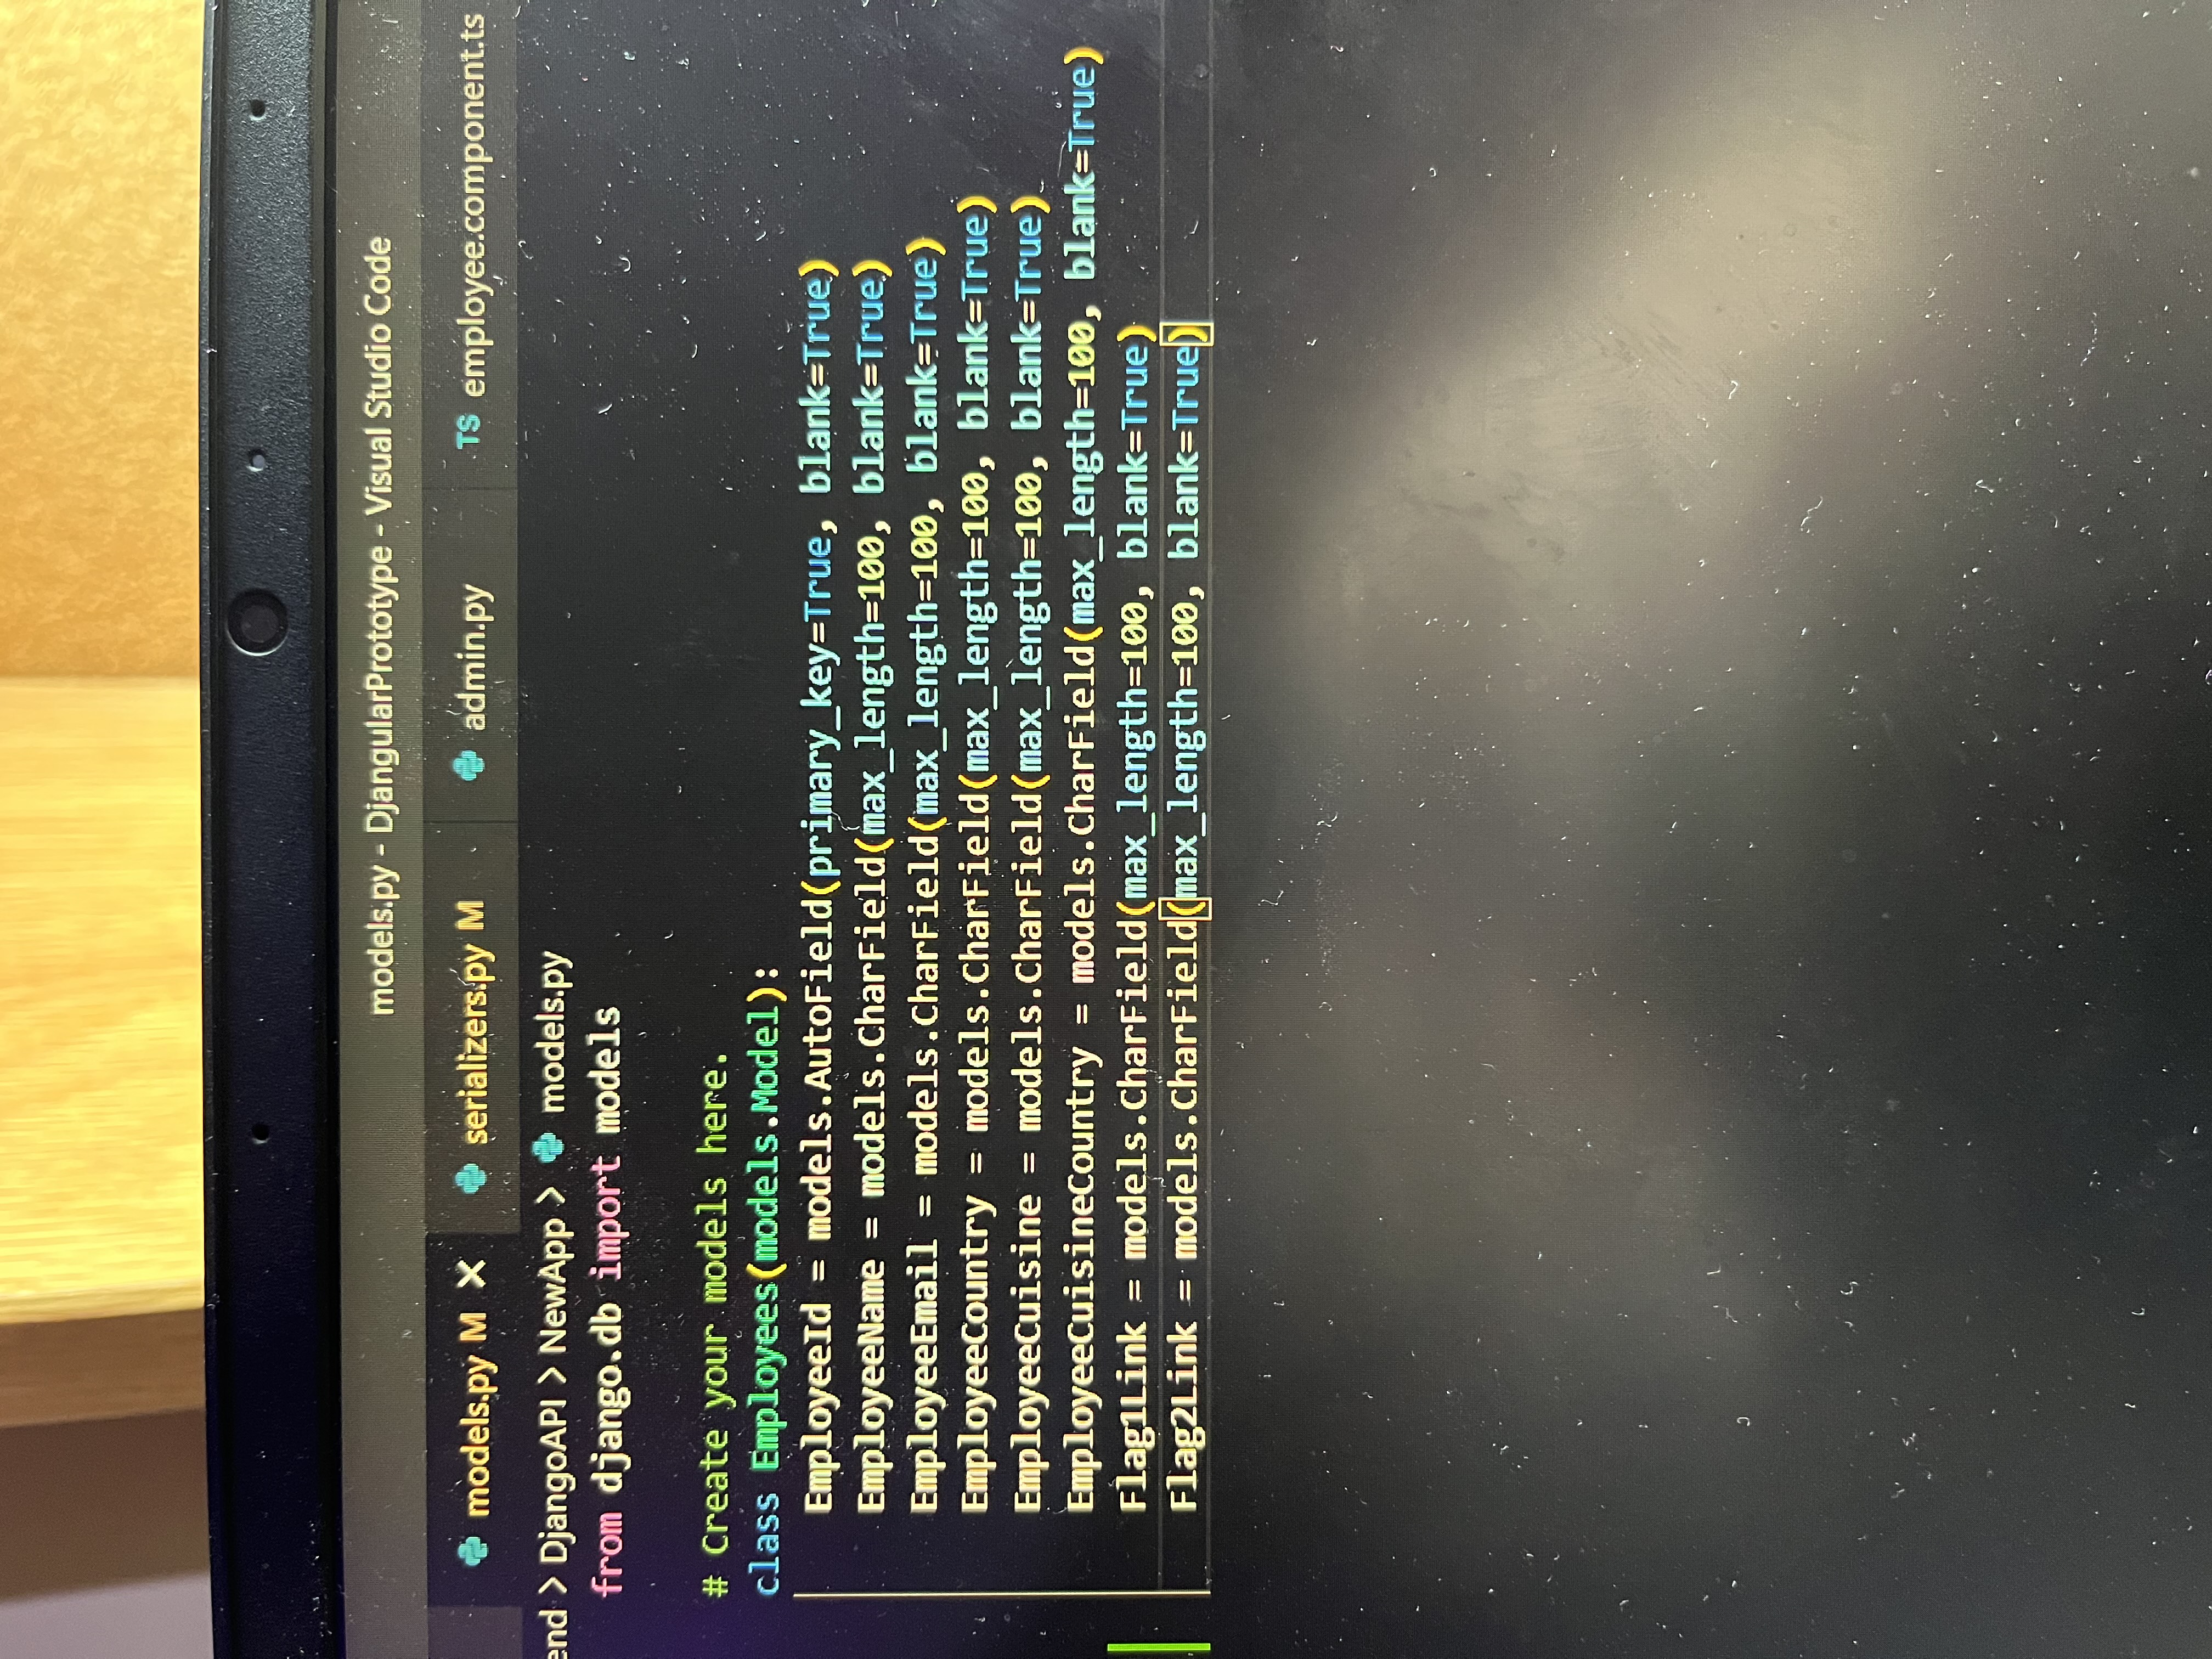 models.py - DjangularPrototype - Visual Studio Code
models.py M × serializers.py M admin.py TS employee.component.ts
end > DjangoAPI > NewApp > models.py
from django.db import models
# Create your models here.
class Employees(models.Model):
EmployeeId = models.AutoField(primary_key=True, blank=True)
EmployeeName = models.CharField(max_length=100, blank=True)
EmployeeEmail = models.CharField(max_length=100, blank=True)
EmployeeCountry = models.CharField(max_length=100, blank=True)
EmployeeCuisine = models.CharField(max_length=100, blank=True)
EmployeeCuisineCountry = models.CharField(max_length=100, blank=True)
Flag1Link = models.CharField(max_length=100, blank=True)
Flag2Link = models.CharField(max_length=100, blank=True)